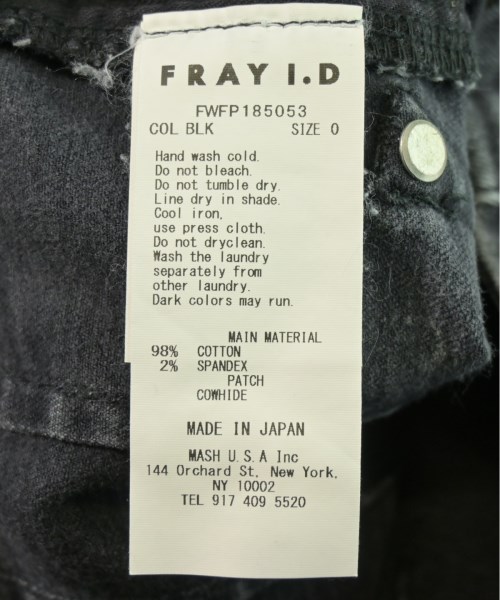 FRAY I.D
FWFP185053
COL BLK SIZE 0
Hand wash cold.
Do not bleach.
Do not tumble dry.
Line dry in shade.
Cool iron,
use press cloth.
Do not dryclean.
Wash the laundry
separately from
other laundry.
Dark colors may run.
MAIN MATERIAL
98% COTTON
2% SPANDEX
PATCH
COWHIDE
MADE IN JAPAN
MASH U.S.A Inc
144 Orchard St, New York,
NY 10002
TEL 917 409 5520